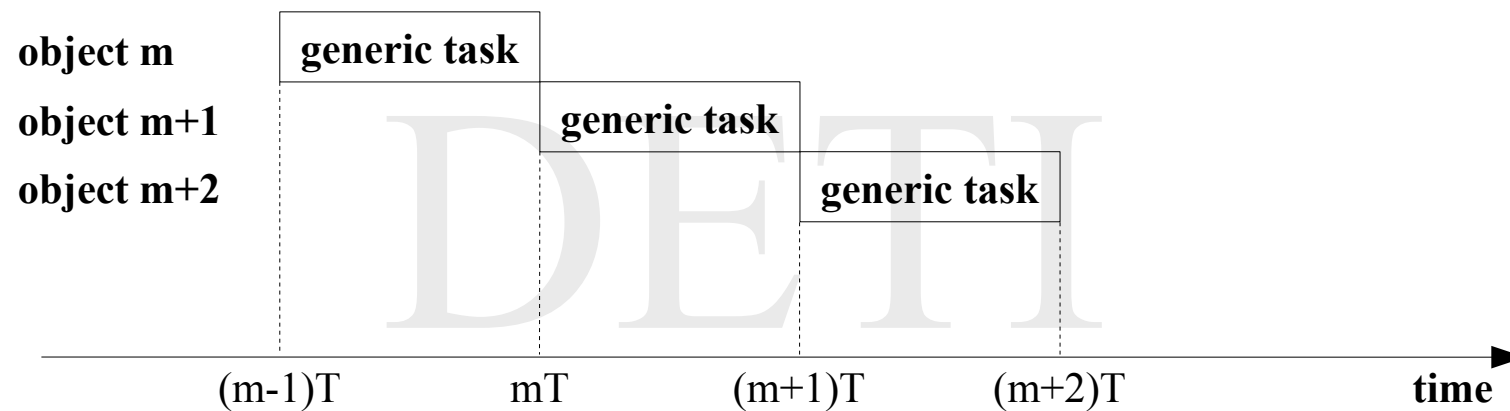 object m generic task
object m+1 generic task
object m+2 generic task
DETI
(m-1)T mT (m+1)T (m+2)T time